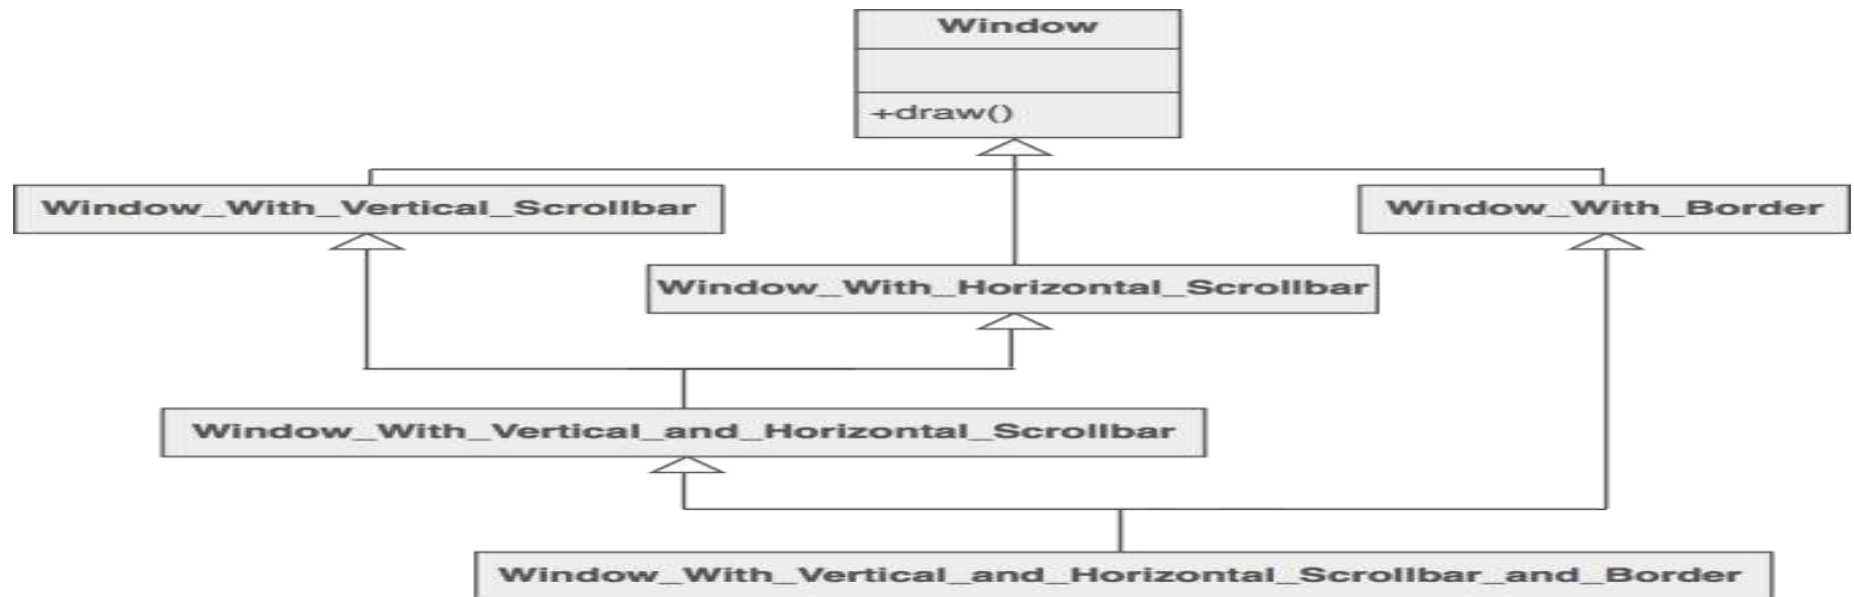 Window
+draw()
Window_With_Vertical_Scrollbar
Window_With_Border
Window_With_Horizontal_Scrollbar
Window_With_Vertical_and_Horizontal_Scrollbar
Window_With_Vertical_and_Horizontal_Scrollbar_and_Border